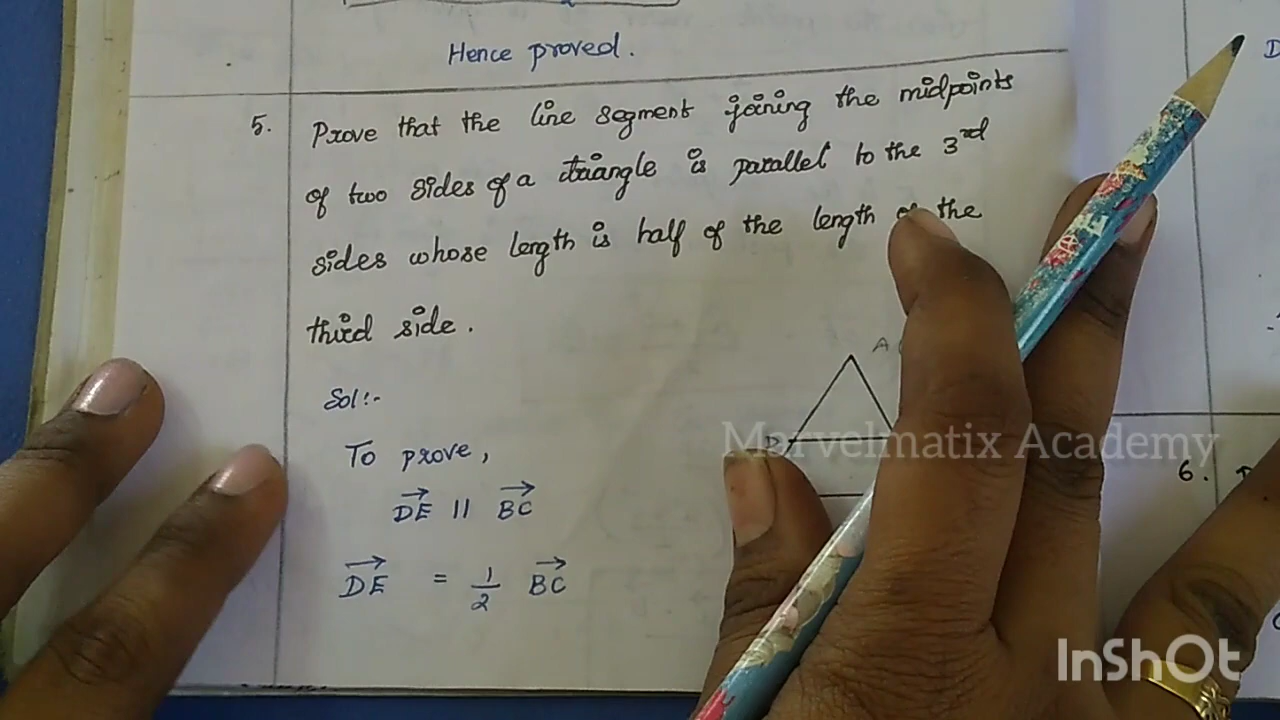 Hence proved.
5. Prove that the line segment joining the midpoints
of two sides of a triangle is parallel to the 3rd
sides whose length is half of the length of the
third side.
Sol:-
A
To prove,
D
Marvelmatix Academy
6.
DE || BC
DE = 1/2 BC
InShOt